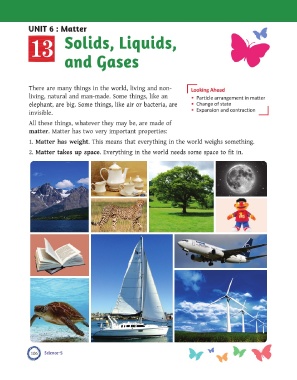 UNIT 6 : Matter
13 Solids, Liquids,
and Gases
There are many things in the world, living and non-
living, natural and man-made. Some things, like an
elephant, are big. Some things, like air or bacteria, are
invisible.
Looking Ahead
• Particle arrangement in matter
• Change of state
• Expansion and contraction
All these things, whatever they may be, are made of
matter. Matter has two very important properties:
1. Matter has weight. This means that everything in the world weighs something.
2. Matter takes up space. Everything in the world needs some space to fit in.
106 Science-5